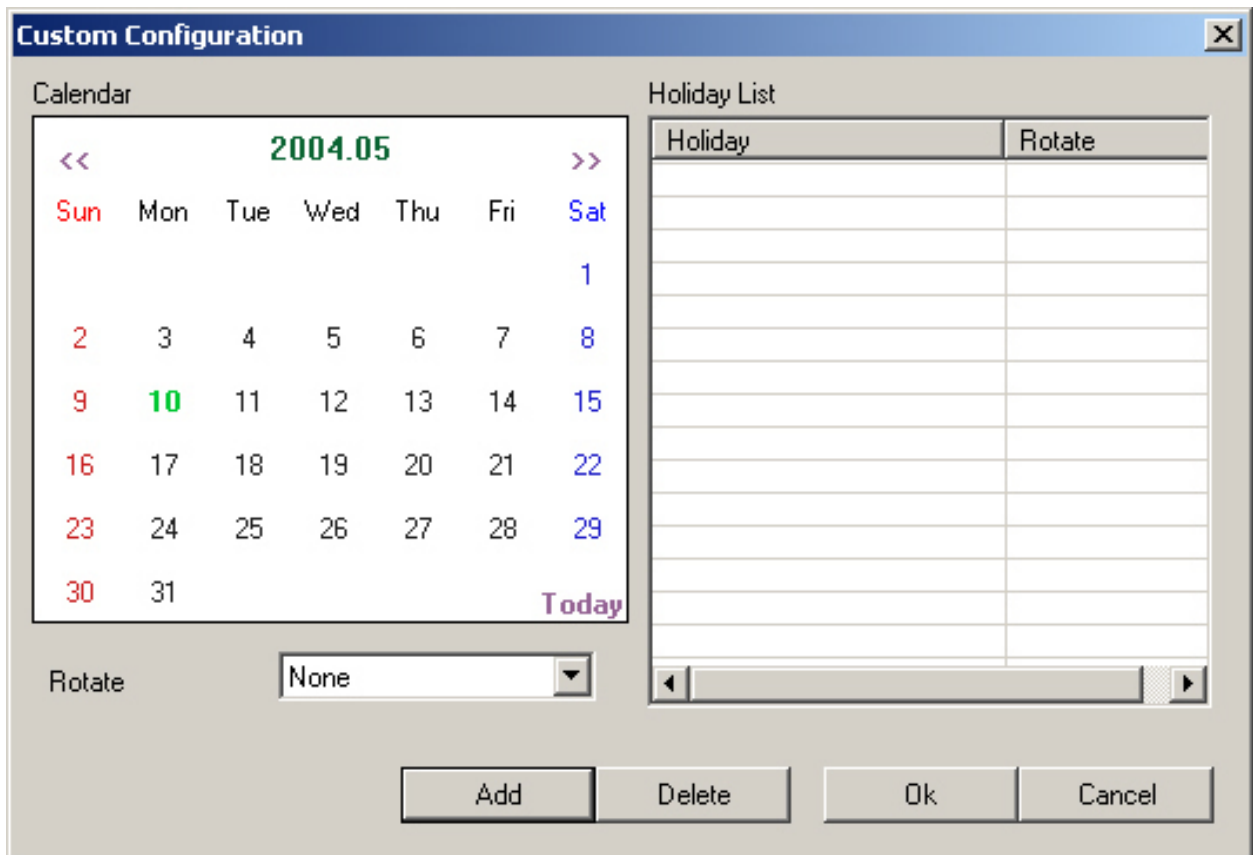 Custom Configuration
Calendar
<< 2004.05 >>
Sun Mon Tue Wed Thu Fri Sat
1
2 3 4 5 6 7 8
9 10 11 12 13 14 15
16 17 18 19 20 21 22
23 24 25 26 27 28 29
30 31
Today
Rotate None
Holiday List
Holiday Rotate
Add Delete Ok Cancel